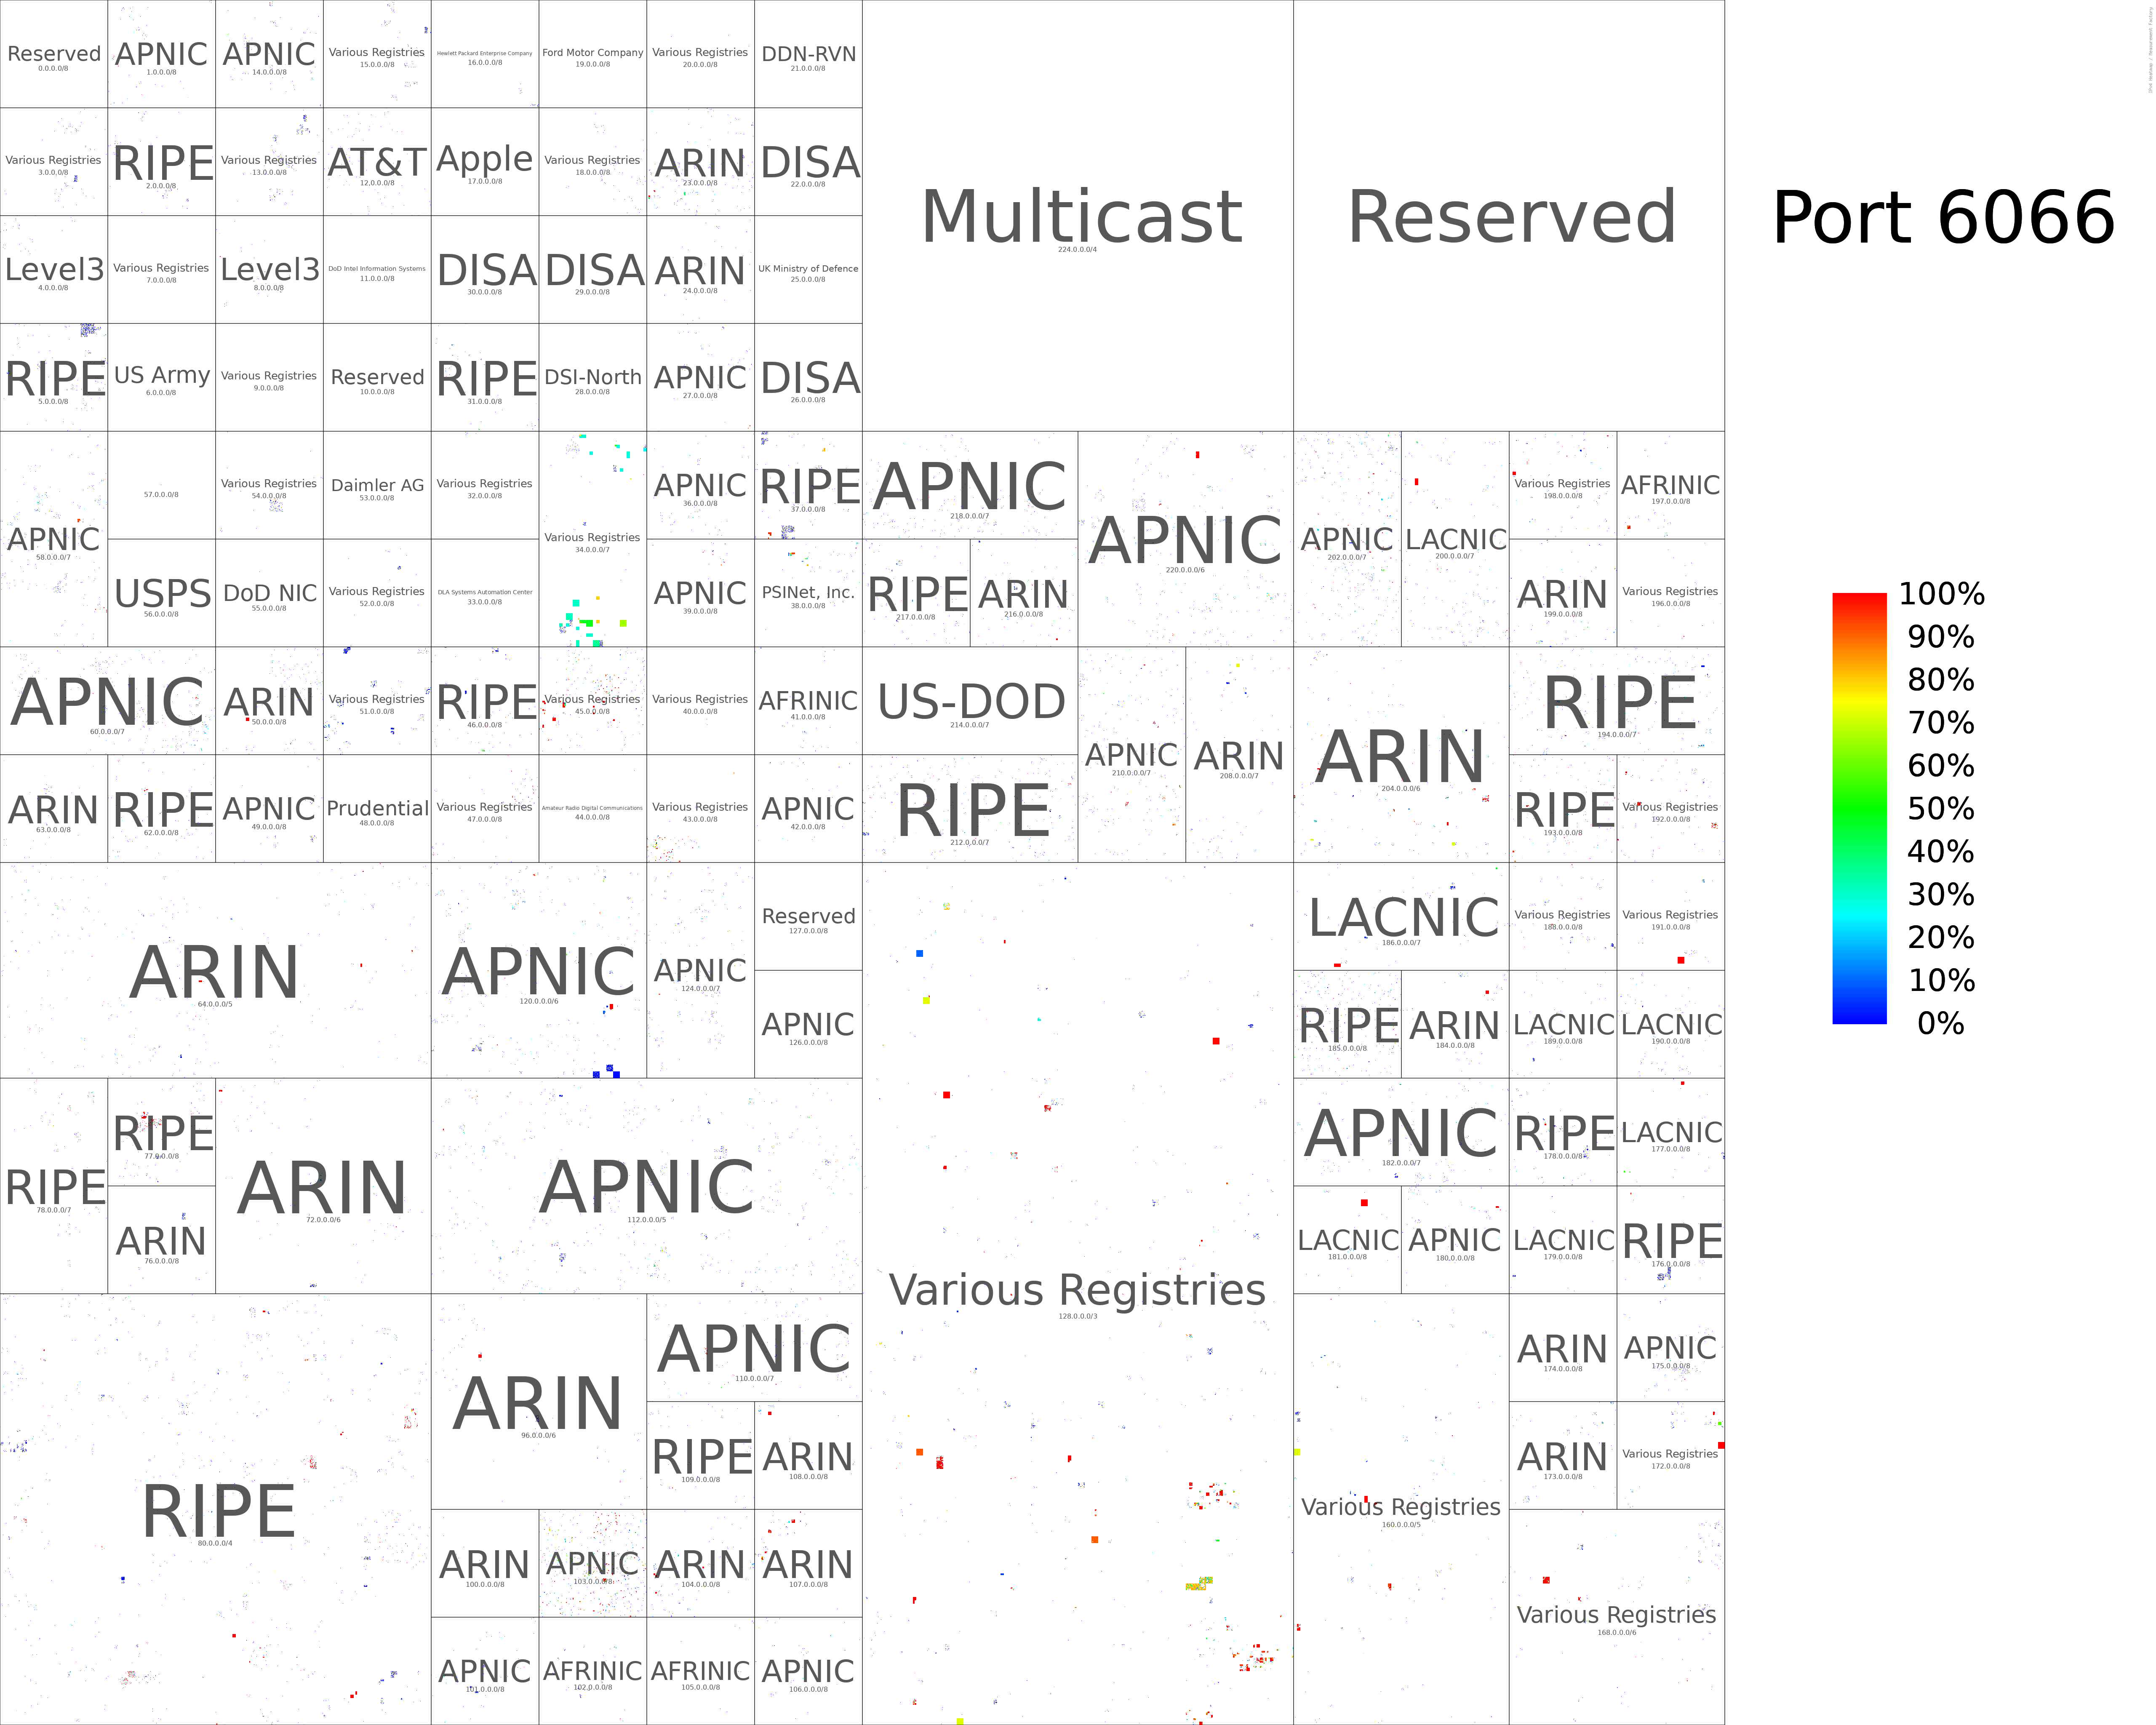 Reserved
0.0.0.0/8
APNIC
1.0.0.0/8
APNIC
14.0.0.0/8
Various Registries
15.0.0.0/8
Hewlett Packard Enterprise Company
16.0.0.0/8
Ford Motor Company
19.0.0.0/8
Various Registries
20.0.0.0/8
DDN-RVN
21.0.0.0/8
Various Registries
3.0.0.0/8
RIPE
2.0.0.0/8
Various Registries
13.0.0.0/8
AT&T
12.0.0.0/8
Apple
17.0.0.0/8
Various Registries
18.0.0.0/8
ARIN
23.0.0.0/8
DISA
22.0.0.0/8
Multicast
224.0.0.0/4
Reserved
Port 6066
Level3
4.0.0.0/8
Various Registries
7.0.0.0/8
Level3
8.0.0.0/8
DoD Intel Information Systems
11.0.0.0/8
DISA
30.0.0.0/8
DISA
29.0.0.0/8
ARIN
24.0.0.0/8
UK Ministry of Defence
25.0.0.0/8
RIPE
5.0.0.0/8
US Army
6.0.0.0/8
Various Registries
9.0.0.0/8
Reserved
10.0.0.0/8
RIPE
31.0.0.0/8
DSI-North
28.0.0.0/8
APNIC
27.0.0.0/8
DISA
26.0.0.0/8
APNIC
58.0.0.0/7
57.0.0.0/8
Various Registries
54.0.0.0/8
Daimler AG
53.0.0.0/8
Various Registries
32.0.0.0/8
Various Registries
34.0.0.0/7
APNIC
36.0.0.0/8
RIPE
37.0.0.0/8
USPS
56.0.0.0/8
DoD NIC
55.0.0.0/8
Various Registries
52.0.0.0/8
DLA Systems Automation Center
33.0.0.0/8
APNIC
39.0.0.0/8
PSINet, Inc.
38.0.0.0/8
APNIC
218.0.0.0/7
APNIC
220.0.0.0/6
RIPE
217.0.0.0/8
ARIN
216.0.0.0/8
APNIC
202.0.0.0/7
LACNIC
200.0.0.0/7
Various Registries
198.0.0.0/8
AFRINIC
197.0.0.0/8
ARIN
199.0.0.0/8
Various Registries
196.0.0.0/8
100%
90%
80%
70%
60%
50%
40%
30%
20%
10%
0%
APNIC
60.0.0.0/7
ARIN
50.0.0.0/8
Various Registries
51.0.0.0/8
RIPE
46.0.0.0/8
Various Registries
45.0.0.0/8
Various Registries
40.0.0.0/8
AFRINIC
41.0.0.0/8
ARIN
63.0.0.0/8
RIPE
62.0.0.0/8
APNIC
49.0.0.0/8
Prudential
48.0.0.0/8
Various Registries
47.0.0.0/8
Amateur Radio Digital Communications
44.0.0.0/8
Various Registries
43.0.0.0/8
APNIC
42.0.0.0/8
US-DOD
214.0.0.0/7
RIPE
212.0.0.0/7
APNIC
210.0.0.0/7
ARIN
208.0.0.0/7
ARIN
204.0.0.0/6
RIPE
194.0.0.0/7
RIPE
193.0.0.0/8
Various Registries
192.0.0.0/8
ARIN
64.0.0.0/5
APNIC
120.0.0.0/6
APNIC
124.0.0.0/7
Reserved
127.0.0.0/8
APNIC
126.0.0.0/8
RIPE
78.0.0.0/7
RIPE
77.0.0.0/8
ARIN
76.0.0.0/8
ARIN
72.0.0.0/6
APNIC
112.0.0.0/5
Various Registries
128.0.0.0/3
LACNIC
186.0.0.0/7
Various Registries
188.0.0.0/8
Various Registries
191.0.0.0/8
RIPE
185.0.0.0/8
ARIN
184.0.0.0/8
LACNIC
189.0.0.0/8
LACNIC
190.0.0.0/8
APNIC
182.0.0.0/7
RIPE
178.0.0.0/8
LACNIC
177.0.0.0/8
LACNIC
181.0.0.0/8
APNIC
180.0.0.0/8
LACNIC
179.0.0.0/8
RIPE
176.0.0.0/8
RIPE
80.0.0.0/4
ARIN
96.0.0.0/6
APNIC
110.0.0.0/7
RIPE
109.0.0.0/8
ARIN
108.0.0.0/8
ARIN
100.0.0.0/8
APNIC
103.0.0.0/8
ARIN
104.0.0.0/8
ARIN
107.0.0.0/8
APNIC
101.0.0.0/8
AFRINIC
102.0.0.0/8
AFRINIC
105.0.0.0/8
APNIC
106.0.0.0/8
Various Registries
160.0.0.0/5
ARIN
174.0.0.0/8
APNIC
175.0.0.0/8
ARIN
173.0.0.0/8
Various Registries
172.0.0.0/8
Various Registries
168.0.0.0/6